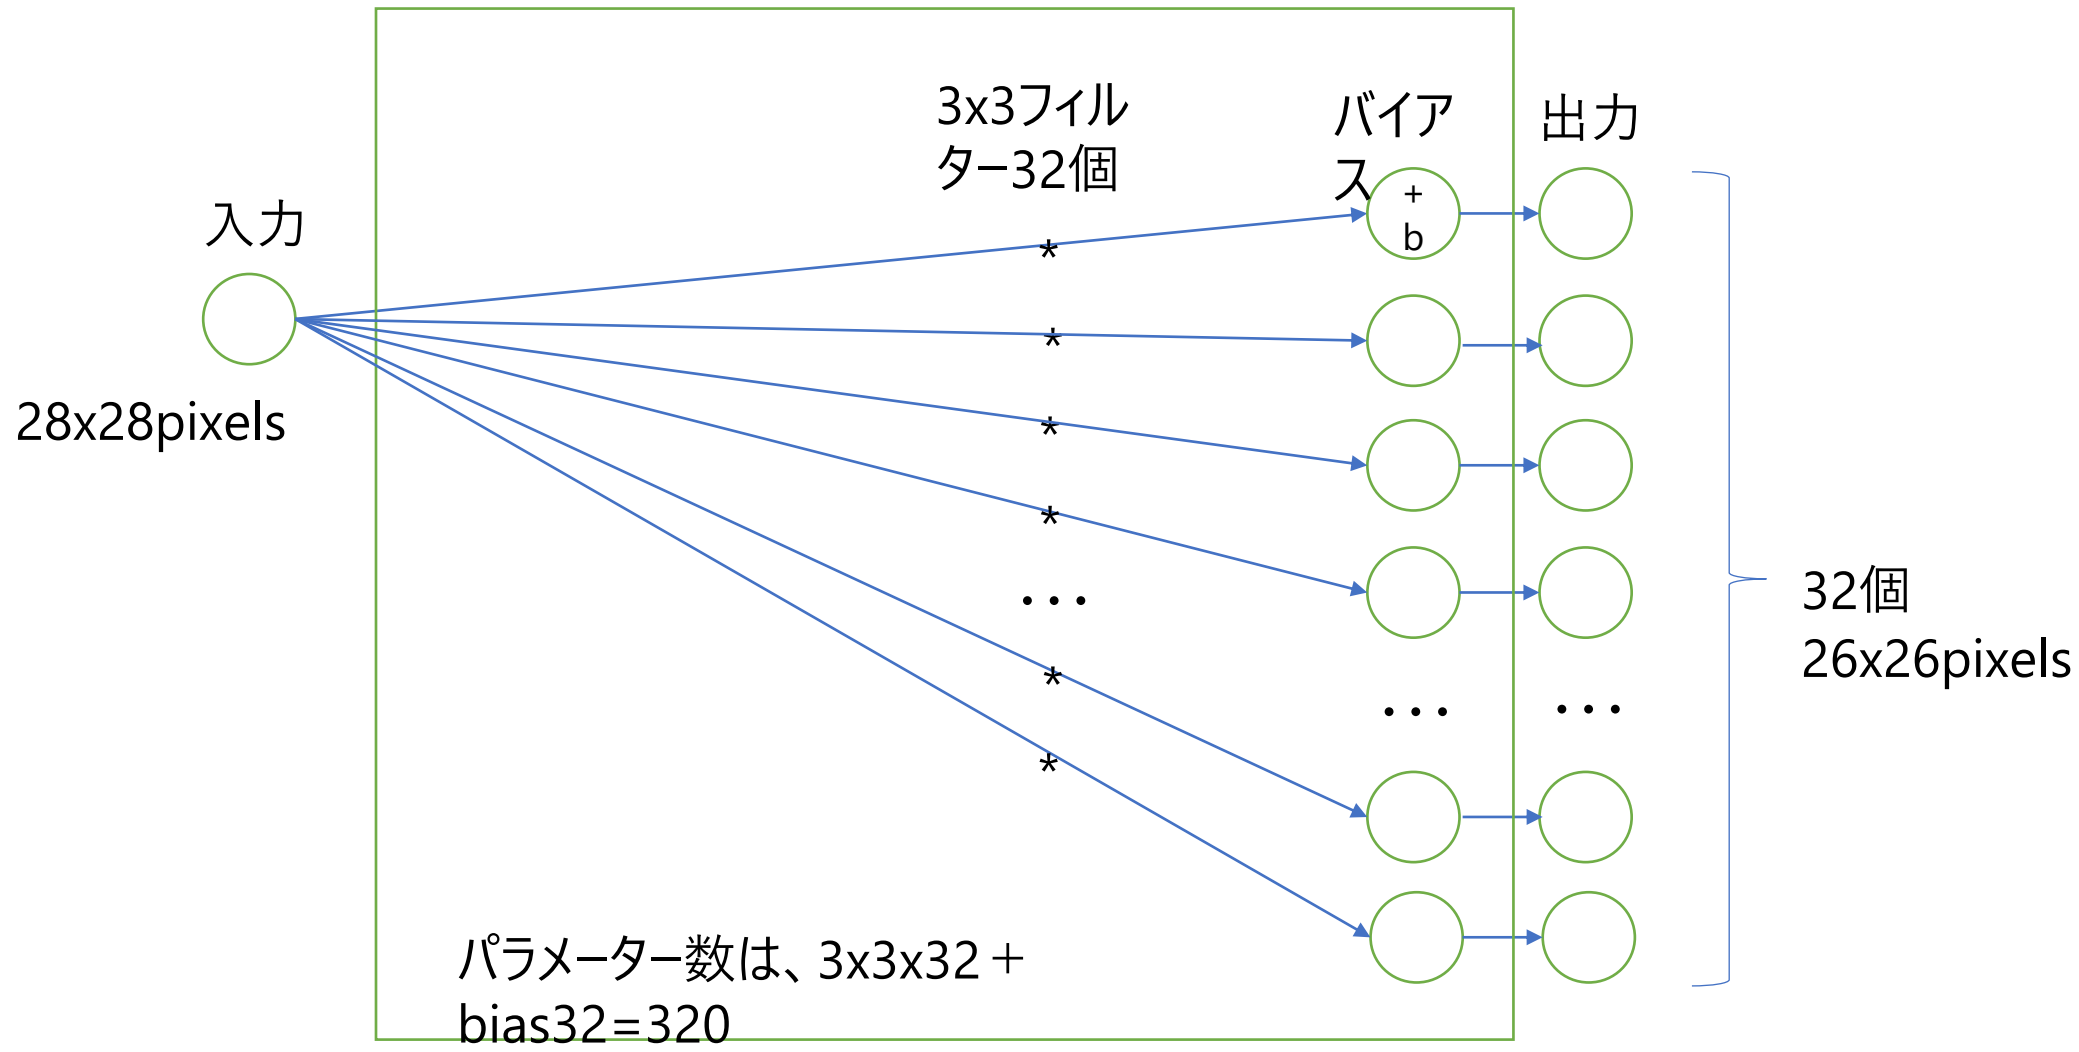 入力
28x28pixels
3x3フィル
ター32個
*
*
*
*
・・・
*
*
バイア
ス
+
b
・・・
出力
・・・
32個
26x26pixels
パラメーター数は、3x3x32＋
bias32=320